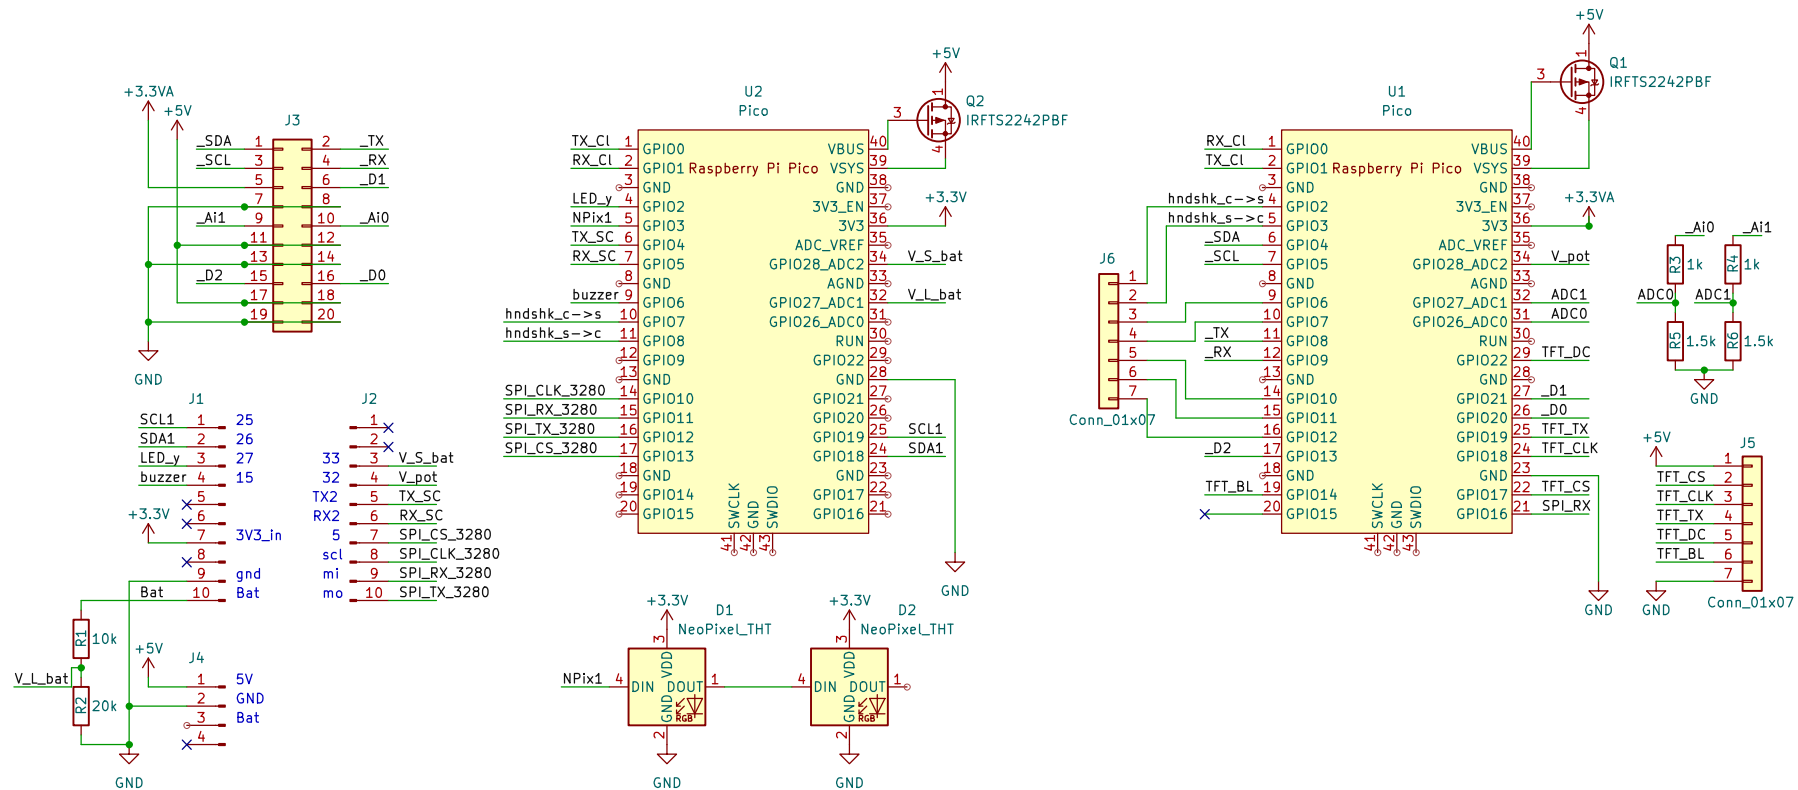 +3.3VA
+5V
J3
_SDA 1 2 _TX
_SCL 3 4 _RX
5 6 _D1
7 8
_Ai1 9 10 _Ai0
11 12
13 14
_D2 15 16 _D0
17 18
19 20
GND
J1
SCL1 1 25
SDA1 2 26
LED_y 3 27
buzzer 4 15
5
6
+3.3V
7 3V3_in
8
9 gnd
Bat 10 Bat
J2
1
2
33 3 V_S_bat
32 4 V_pot
TX2 5 TX_SC
RX2 6 RX_SC
5 7 SPI_CS_3280
scl 8 SPI_CLK_3280
mi 9 SPI_RX_3280
mo 10 SPI_TX_3280
R1 10k
V_L_bat
R2 20k
+5V
J4
1 5V
2 GND
3 Bat
4
GND
U2
Pico
Raspberry Pi Pico
TX_Cl 1 GPIO0
RX_Cl 2 GPIO1
3 GND
LED_y 4 GPIO2
NPix1 5 GPIO3
TX_SC 6 GPIO4
RX_SC 7 GPIO5
8 GND
buzzer 9 GPIO6
hndshk_c->s 10 GPIO7
hndshk_s->c 11 GPIO8
12 GPIO9
13 GND
SPI_CLK_3280 14 GPIO10
SPI_RX_3280 15 GPIO11
SPI_TX_3280 16 GPIO12
SPI_CS_3280 17 GPIO13
18 GND
19 GPIO14
20 GPIO15
VBUS 40
VSYS 39
GND 38
3V3_EN 37
3V3 36
ADC_VREF 35
GPIO28_ADC2 34 V_S_bat
AGND 33
GPIO27_ADC1 32 V_L_bat
GPIO26_ADC0 31
RUN 30
GPIO22 29
GND 28
GPIO21 27
GPIO20 26
GPIO19 25 SCL1
GPIO18 24 SDA1
GND 23
GPIO17 22
GPIO16 21
SWCLK GND SWDIO
41 42 43
+5V
1
3
4
Q2
IRFTS2242PBF
+3.3V
GND
+3.3V
D1
NeoPixel_THT
3
VDD
NPix1 4 DIN DOUT 1
GND
RGB
2
GND
+3.3V
D2
NeoPixel_THT
3
VDD
4 DIN DOUT 1
GND
RGB
2
GND
U1
Pico
Raspberry Pi Pico
RX_Cl 1 GPIO0
TX_Cl 2 GPIO1
3 GND
hndshk_c->s 4 GPIO2
hndshk_s->c 5 GPIO3
_SDA 6 GPIO4
_SCL 7 GPIO5
8 GND
9 GPIO6
10 GPIO7
_TX 11 GPIO8
_RX 12 GPIO9
13 GND
14 GPIO10
15 GPIO11
16 GPIO12
_D2 17 GPIO13
18 GND
TFT_BL 19 GPIO14
20 GPIO15
VBUS 40
VSYS 39
GND 38
3V3_EN 37
3V3 36
ADC_VREF 35
GPIO28_ADC2 34 V_pot
AGND 33
GPIO27_ADC1 32 ADC1
GPIO26_ADC0 31 ADC0
RUN 30
GPIO22 29 TFT_DC
GND 28
GPIO21 27 _D1
GPIO20 26 _D0
GPIO19 25 TFT_TX
GPIO18 24 TFT_CLK
GND 23
GPIO17 22 TFT_CS
GPIO16 21 SPI_RX
SWCLK GND SWDIO
41 42 43
J6
1
2
3
4
5
6
7
Conn_01x07
+5V
1
3
4
Q1
IRFTS2242PBF
+3.3VA
GND
_Ai0 _Ai1
R3 1k R4 1k
ADC0 ADC1
R5 1.5k R6 1.5k
GND
+5V
J5
1
TFT_CS 2
TFT_CLK 3
TFT_TX 4
TFT_DC 5
TFT_BL 6
7
GND
Conn_01x07